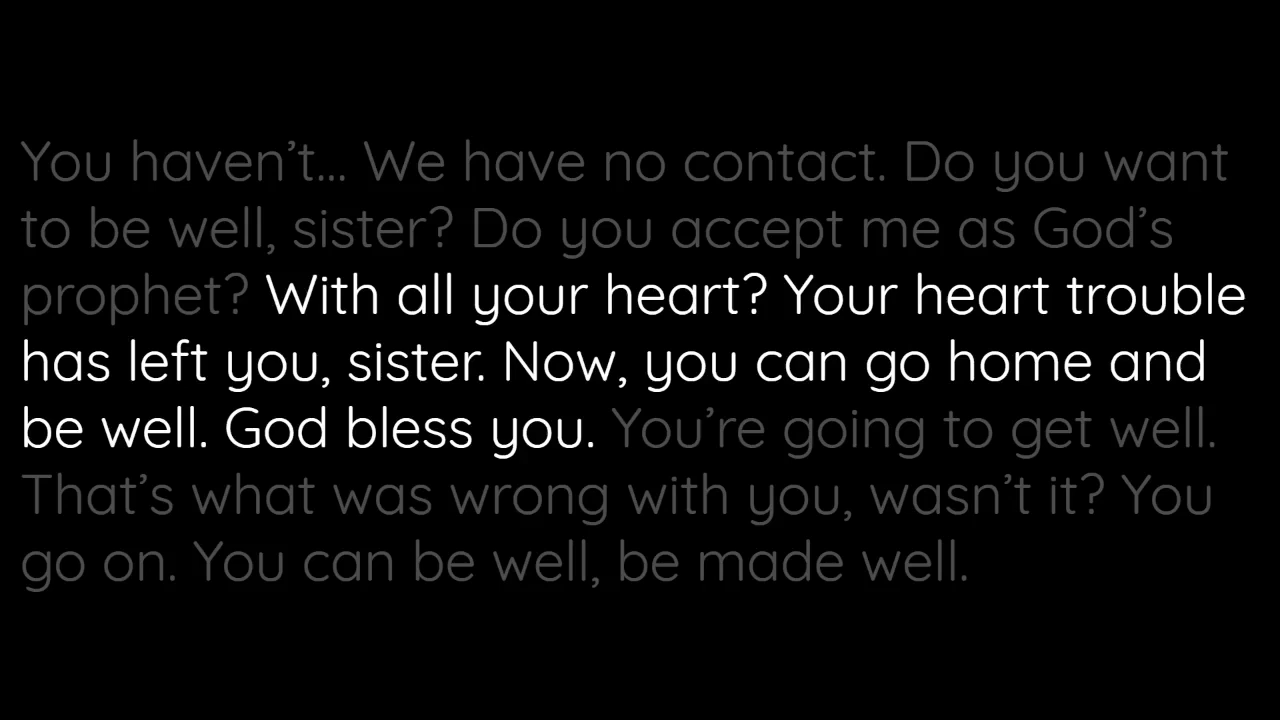 You haven’t... We have no contact. Do you want
to be well, sister? Do you accept me as God’s
prophet? With all your heart? Your heart trouble
has left you, sister. Now, you can go home and
be well. God bless you. You’re going to get well.
That’s what was wrong with you, wasn’t it? You
go on. You can be well, be made well.